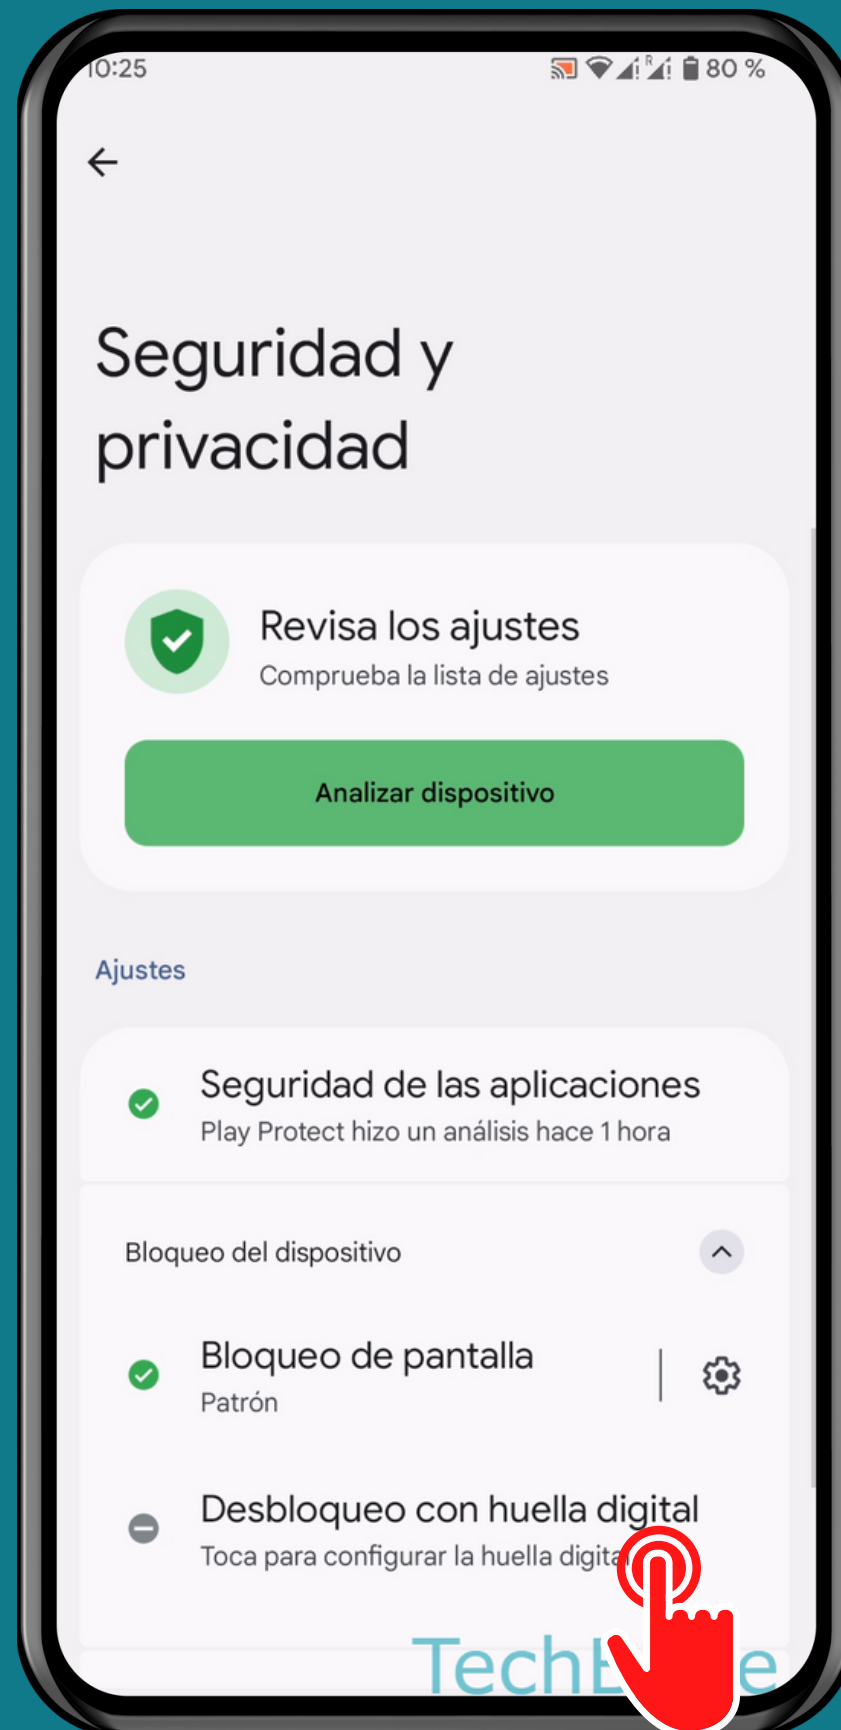 10:25
R
80 %
Seguridad y
privacidad
Revisa los ajustes
Comprueba la lista de ajustes
Analizar dispositivo
Ajustes
Seguridad de las aplicaciones
Play Protect hizo un análisis hace 1 hora
Bloqueo del dispositivo
Bloqueo de pantalla
Patrón
Desbloqueo con huella digital
Toca para configurar la huella digital